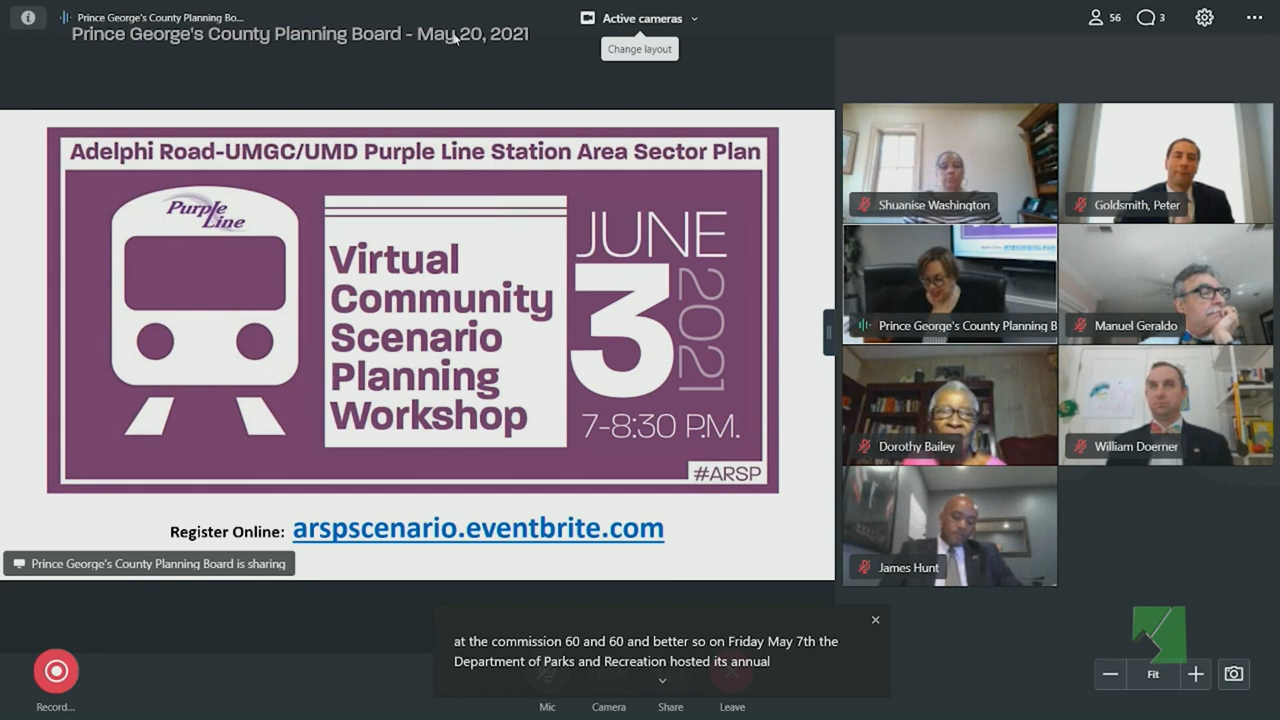 Prince George's County Planning Bo...
Prince George's County Planning Board - May 20, 2021
Active cameras
Change layout
56
3
Adelphi Road-UMGC/UMD Purple Line Station Area Sector Plan
Purple
Line
Virtual
Community
Scenario
Planning
Workshop
JUNE
3
2021
7-8:30 P.M.
#ARSP
Register Online: arspscenario.eventbrite.com
Prince George's County Planning Board is sharing
Shuanise Washington
Goldsmith, Peter
Prince George's County Planning B
Manuel Geraldo
Dorothy Bailey
William Doerner
James Hunt
at the commission 60 and 60 and better so on Friday May 7th the
Department of Parks and Recreation hosted its annual
Record...
Mic
Camera
Share
Leave
Fit